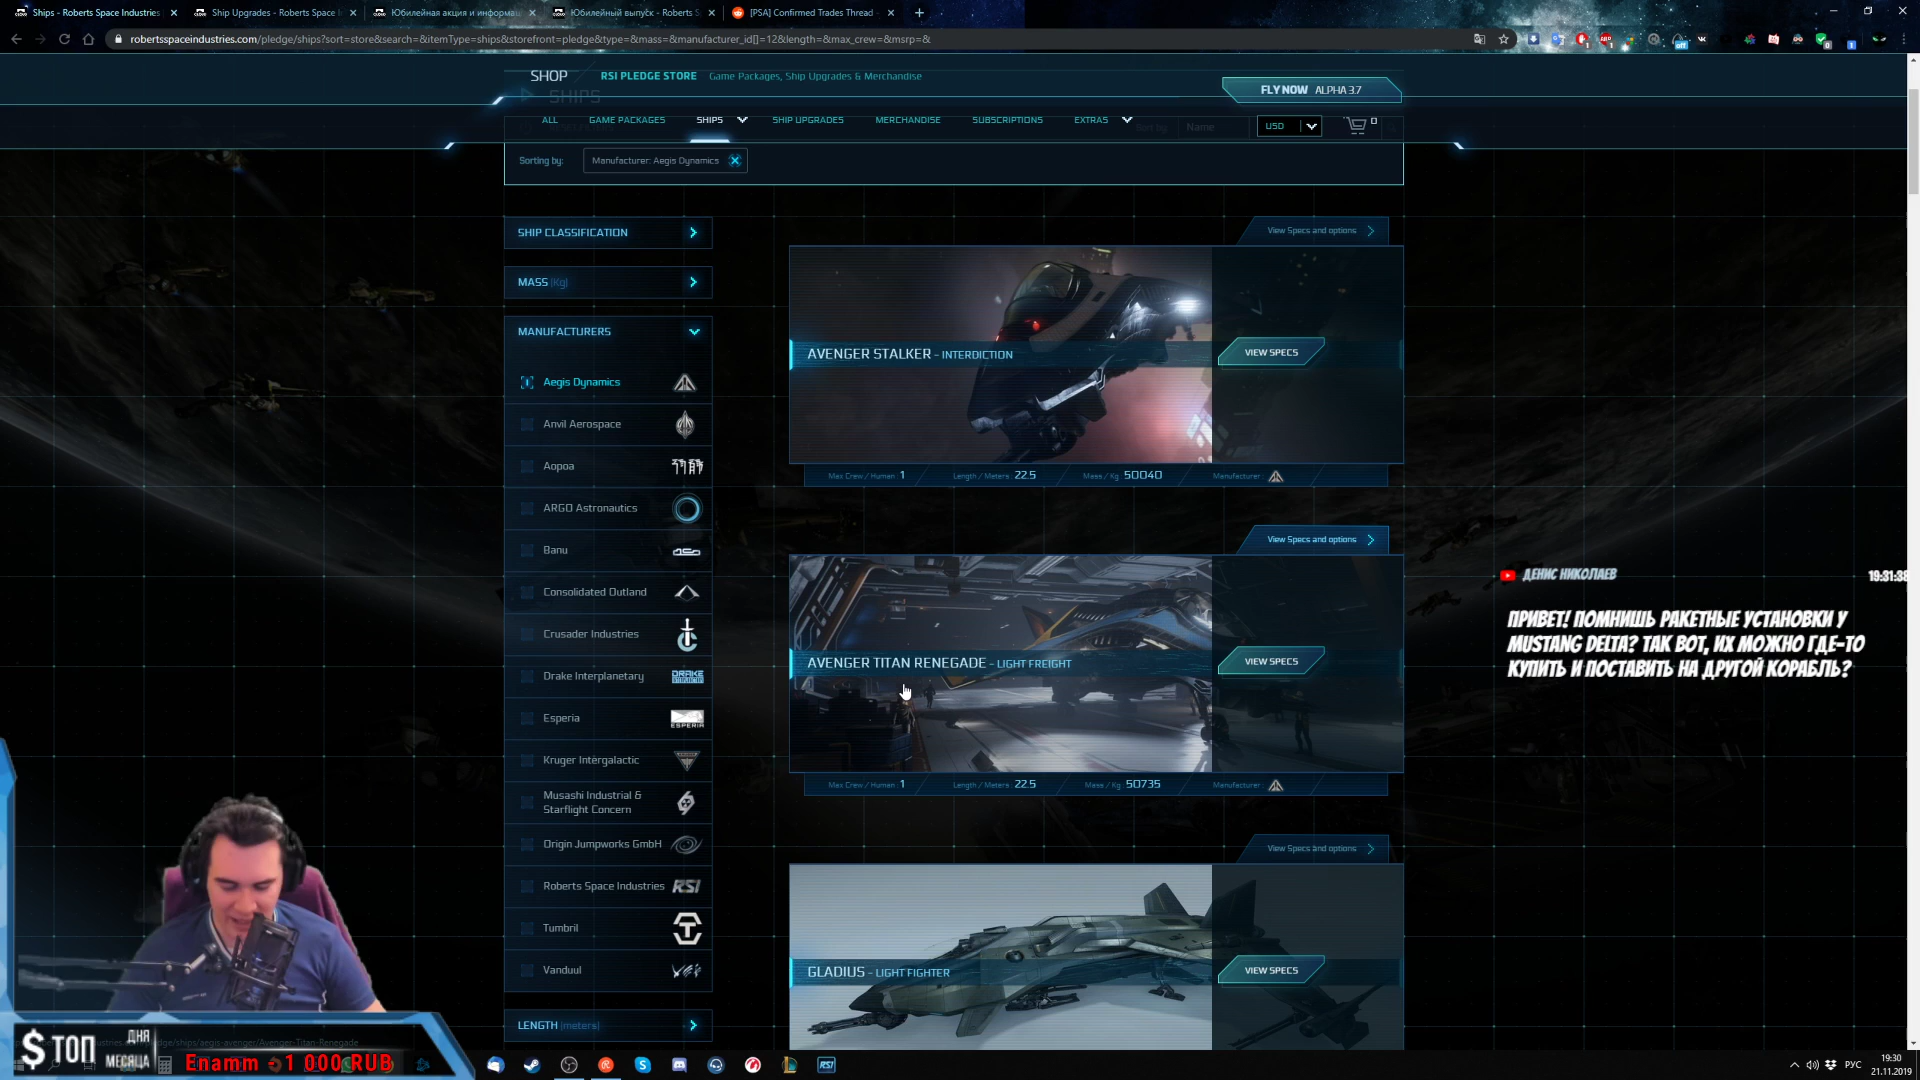 Ships - Roberts Space Industries
Ship Upgrades - Roberts Space I
Юбилейная акция и информац
Юбилейный выпуск - Roberts S
[PSA] Confirmed Trades Thread
robertsspaceindustries.com/pledge/ships?sort=store&search=&itemType=ships&storefront=pledge&type=&mass=&manufacturer_id[]=12&length=&max_crew=&msrp=&
SHOP
RSI PLEDGE STORE
Game Packages, Ship Upgrades & Merchandise
SHIPS
FLY NOW ALPHA 3.7
ALL
GAME PACKAGES
SHIPS
SHIP UPGRADES
MERCHANDISE
SUBSCRIPTIONS
EXTRAS
Sort by:
Name
USD
0
Sorting by:
Manufacturer: Aegis Dynamics
SHIP CLASSIFICATION
MASS (Kg)
MANUFACTURERS
Aegis Dynamics
Anvil Aerospace
Aopoa
ARGO Astronautics
Banu
Consolidated Outland
Crusader Industries
Drake Interplanetary
DRAKE
Esperia
ESPERIA
Kruger Intergalactic
Musashi Industrial &
Starflight Concern
Origin Jumpworks GmbH
Roberts Space Industries
RSI
Tumbril
Vanduul
LENGTH (meters)
View Specs and options
AVENGER STALKER - INTERDICTION
VIEW SPECS
Max Crew / Human: 1
Length / Meters: 22.5
Mass / Kg: 50040
Manufacturer:
View Specs and options
AVENGER TITAN RENEGADE - LIGHT FREIGHT
VIEW SPECS
Max Crew / Human: 1
Length / Meters: 22.5
Mass / Kg: 50735
Manufacturer:
View Specs and options
GLADIUS - LIGHT FIGHTER
VIEW SPECS
ДЕНИС НИКОЛАЕВ
19:31:38
ПРИВЕТ! ПОМНИШЬ РАКЕТНЫЕ УСТАНОВКИ У
MUSTANG DELTA? ТАК ВОТ, ИХ МОЖНО ГДЕ-ТО
КУПИТЬ И ПОСТАВИТЬ НА ДРУГОЙ КОРАБЛЬ?
$ТОП
ДНЯ
МЕСЯЦА
Enamm - 1 000 RUB
РУС
19:30
21.11.2019